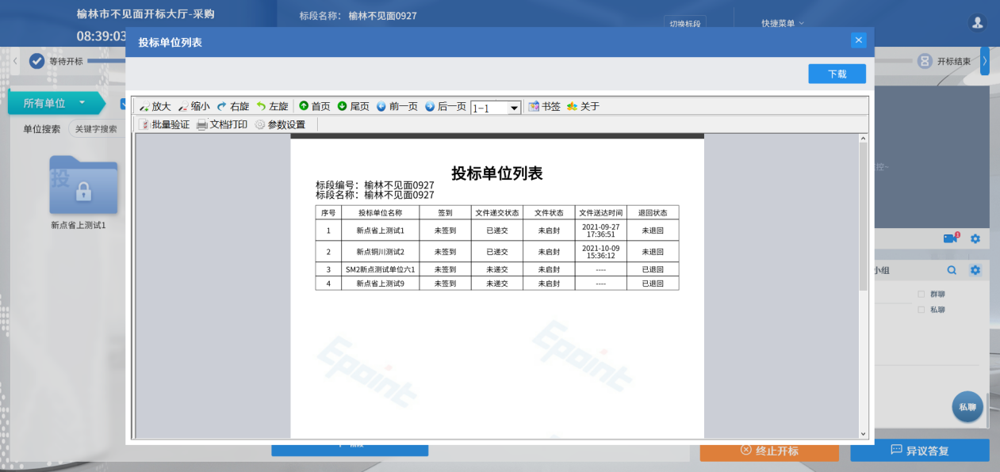 榆林市不见面开标大厅-采购
标段名称： 榆林不见面0927
08:39:03
切换标段
快捷菜单
投标单位列表
等待开标
开标结束
下载
所有单位
放大 缩小 右旋 左旋 首页 尾页 前一页 后一页 1-1 书签 关于
单位搜索 关键字搜索
批量验证 文档打印 参数设置
投标单位列表
标段编号：榆林不见面0927
标段名称：榆林不见面0927
序号 投标单位名称 签到 文件递交状态 文件状态 文件送达时间 退回状态
1 新点省上测试1 未签到 已递交 未启封 2021-09-27 17:36:51 未退回
2 新点铜川测试2 未签到 已递交 未启封 2021-10-09 15:36:12 未退回
3 SM2新点测试单位六1 未签到 未递交 未启封 ---- 已退回
4 新点省上测试9 未签到 未递交 未启封 ---- 已退回
投
新点省上测试1
控~
1
小组
群聊
私聊
Epoint
Epoint
私聊
终止开标
异议答复